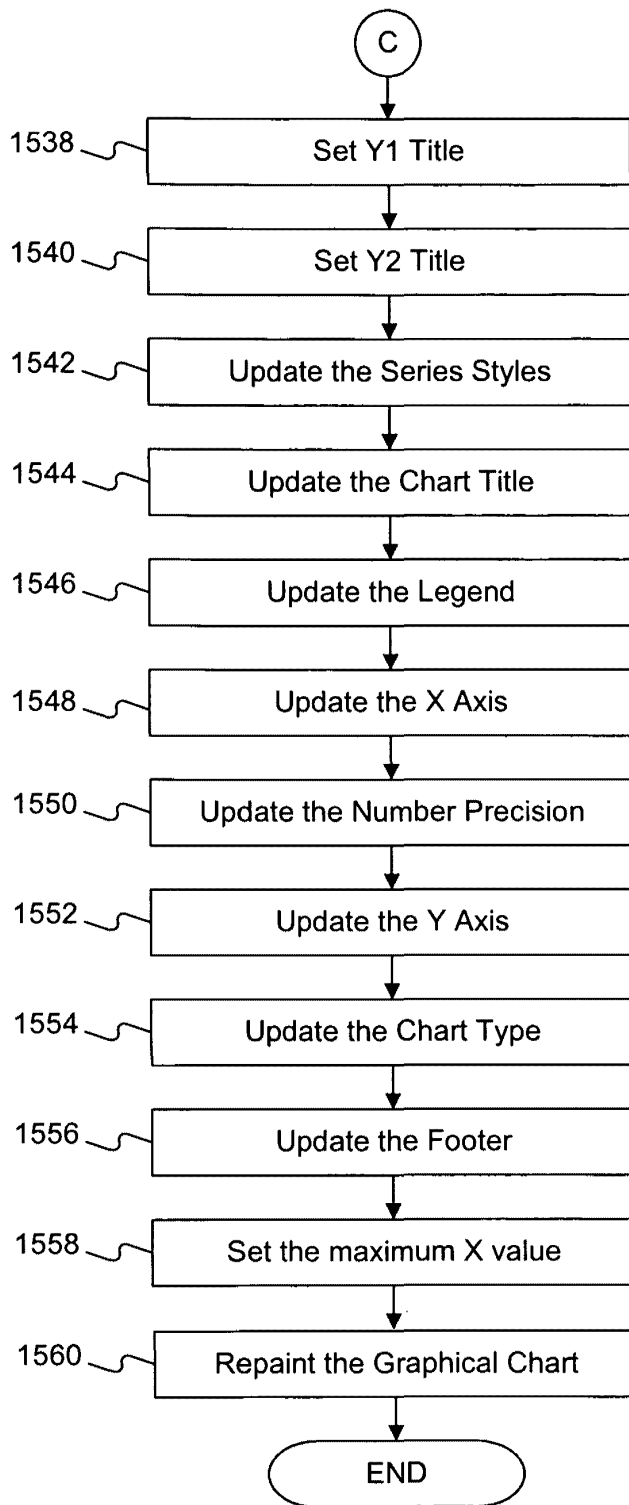 C
1538 Set Y1 Title
1540 Set Y2 Title
1542 Update the Series Styles
1544 Update the Chart Title
1546 Update the Legend
1548 Update the X Axis
1550 Update the Number Precision
1552 Update the Y Axis
1554 Update the Chart Type
1556 Update the Footer
1558 Set the maximum X value
1560 Repaint the Graphical Chart
END